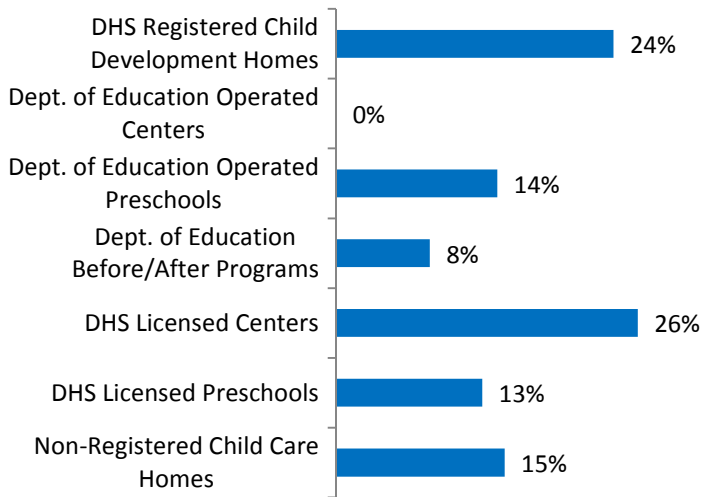 DHS Registered Child
Development Homes
24%
Dept. of Education Operated
Centers
0%
Dept. of Education Operated
Preschools
14%
Dept. of Education
Before/After Programs
8%
DHS Licensed Centers
26%
DHS Licensed Preschools
13%
Non-Registered Child Care
Homes
15%